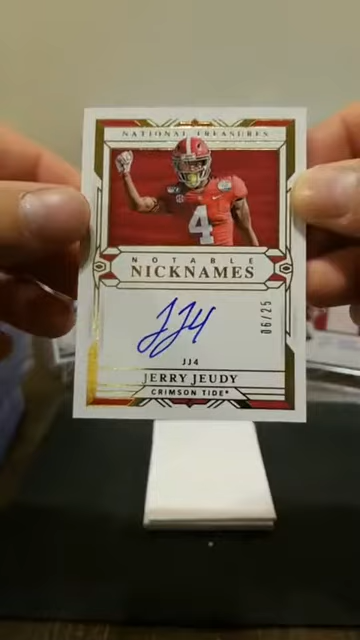 NATIONAL TREASURES
4
NOTABLE
NICKNAMES
JJ4
06/25
JJ4
JERRY JEUDY
CRIMSON TIDE